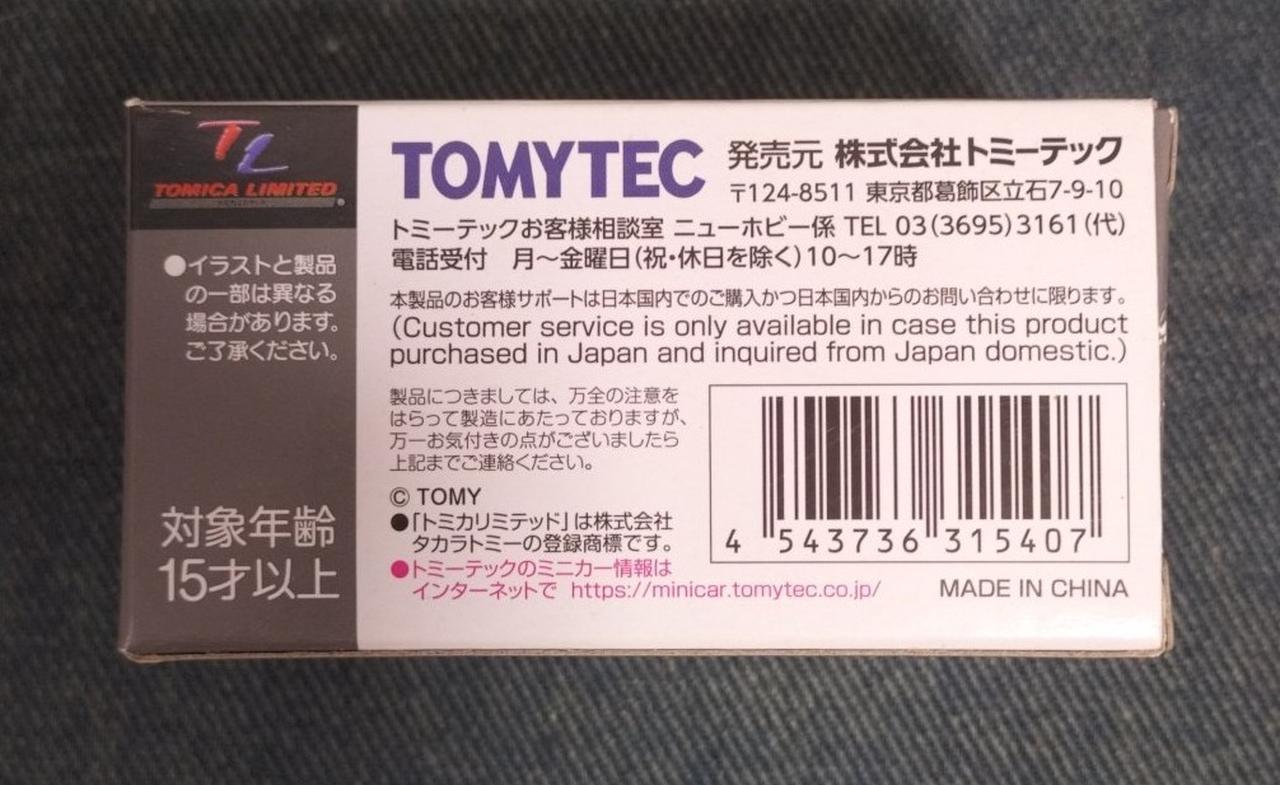 TL
TOMICA LIMITED
●イラストと製品
の一部は異なる
場合があります。
ご了承ください。
対象年齢
15才以上
TOMYTEC 発売元 株式会社トミーテック
〒124-8511 東京都葛飾区立石7-9-10
トミーテックお客様相談室 ニューホビー係 TEL 03(3695)3161(代)
電話受付 月〜金曜日(祝・休日を除く)10〜17時
本製品のお客様サポートは日本国内でのご購入かつ日本国内からのお問い合わせに限ります。
(Customer service is only available in case this product
purchased in Japan and inquired from Japan domestic.)
製品につきましては、万全の注意を
はらって製造にあたっておりますが、
万一お気付きの点がございましたら
上記までご連絡ください。
© TOMY
●「トミカリミテッド」は株式会社
タカラトミーの登録商標です。
●トミーテックのミニカー情報は
インターネットで https://minicar.tomytec.co.jp/
4 543736 315407
MADE IN CHINA